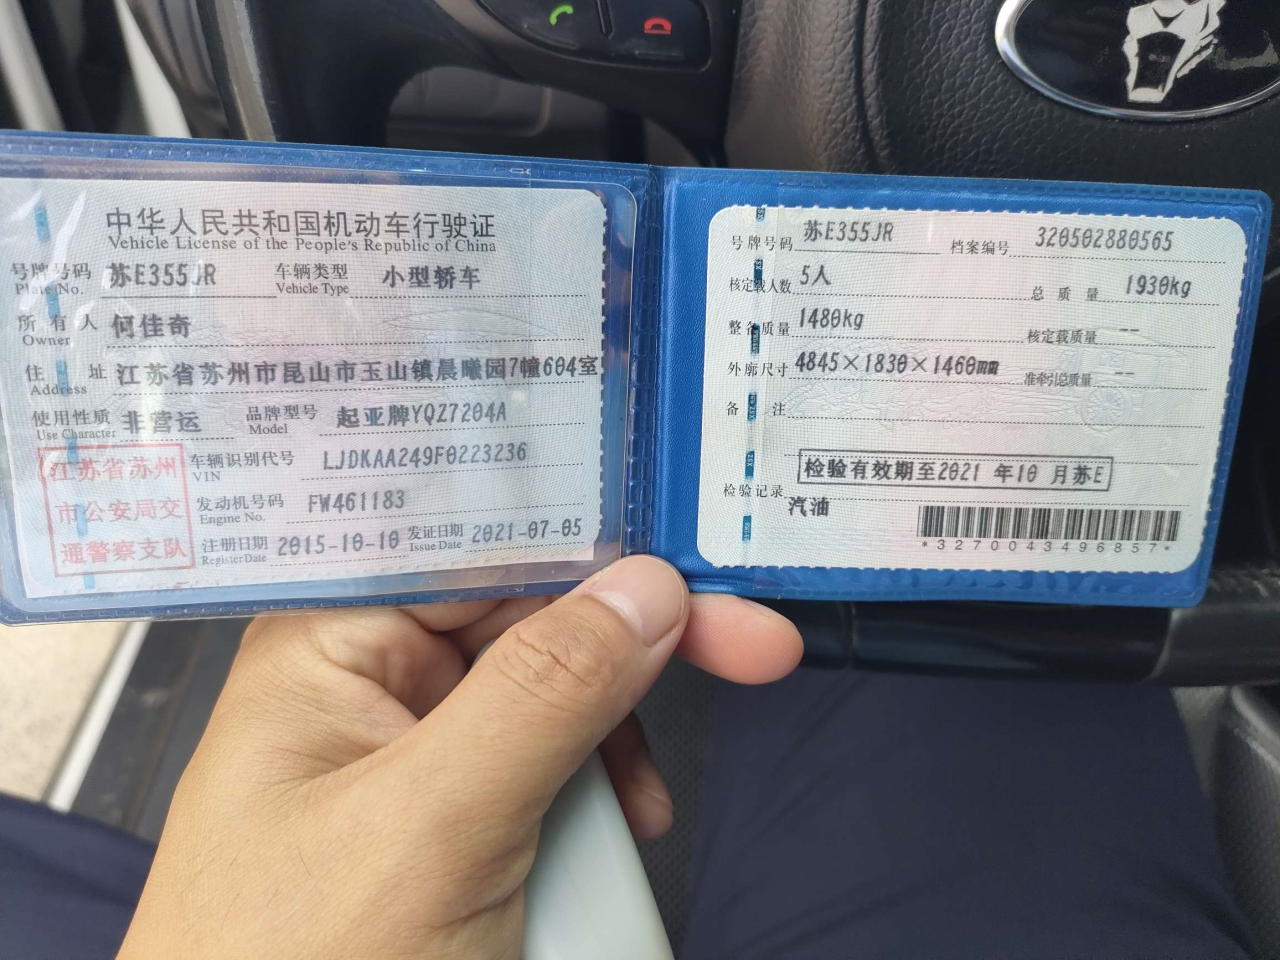 中华人民共和国机动车行驶证
Vehicle License of the People's Republic of China
号牌号码 苏E355JR 车辆类型 小型轿车
Plate No. Vehicle Type
所有人 何佳奇
Owner
住址 江苏省苏州市昆山市玉山镇晨曦园7幢604室
Address
使用性质 非营运 品牌型号 起亚牌YQZ7204A
Use Character Model
江苏省苏州
市公安局交
通警察支队
车辆识别代号 LJDKAA249F0223236
VIN
发动机号码 FW461183
Engine No.
注册日期 2015-10-10 发证日期 2021-07-05
Register Date Issue Date
号牌号码 苏E355JR 档案编号 320502880565
核定载人数 5人 总质量 1930kg
整备质量 1480kg 核定载质量 --
外廓尺寸 4845×1830×1460mm 准牵引总质量 --
备注
检验有效期至2021 年10 月苏E
检验记录
汽油
*3270043496857*